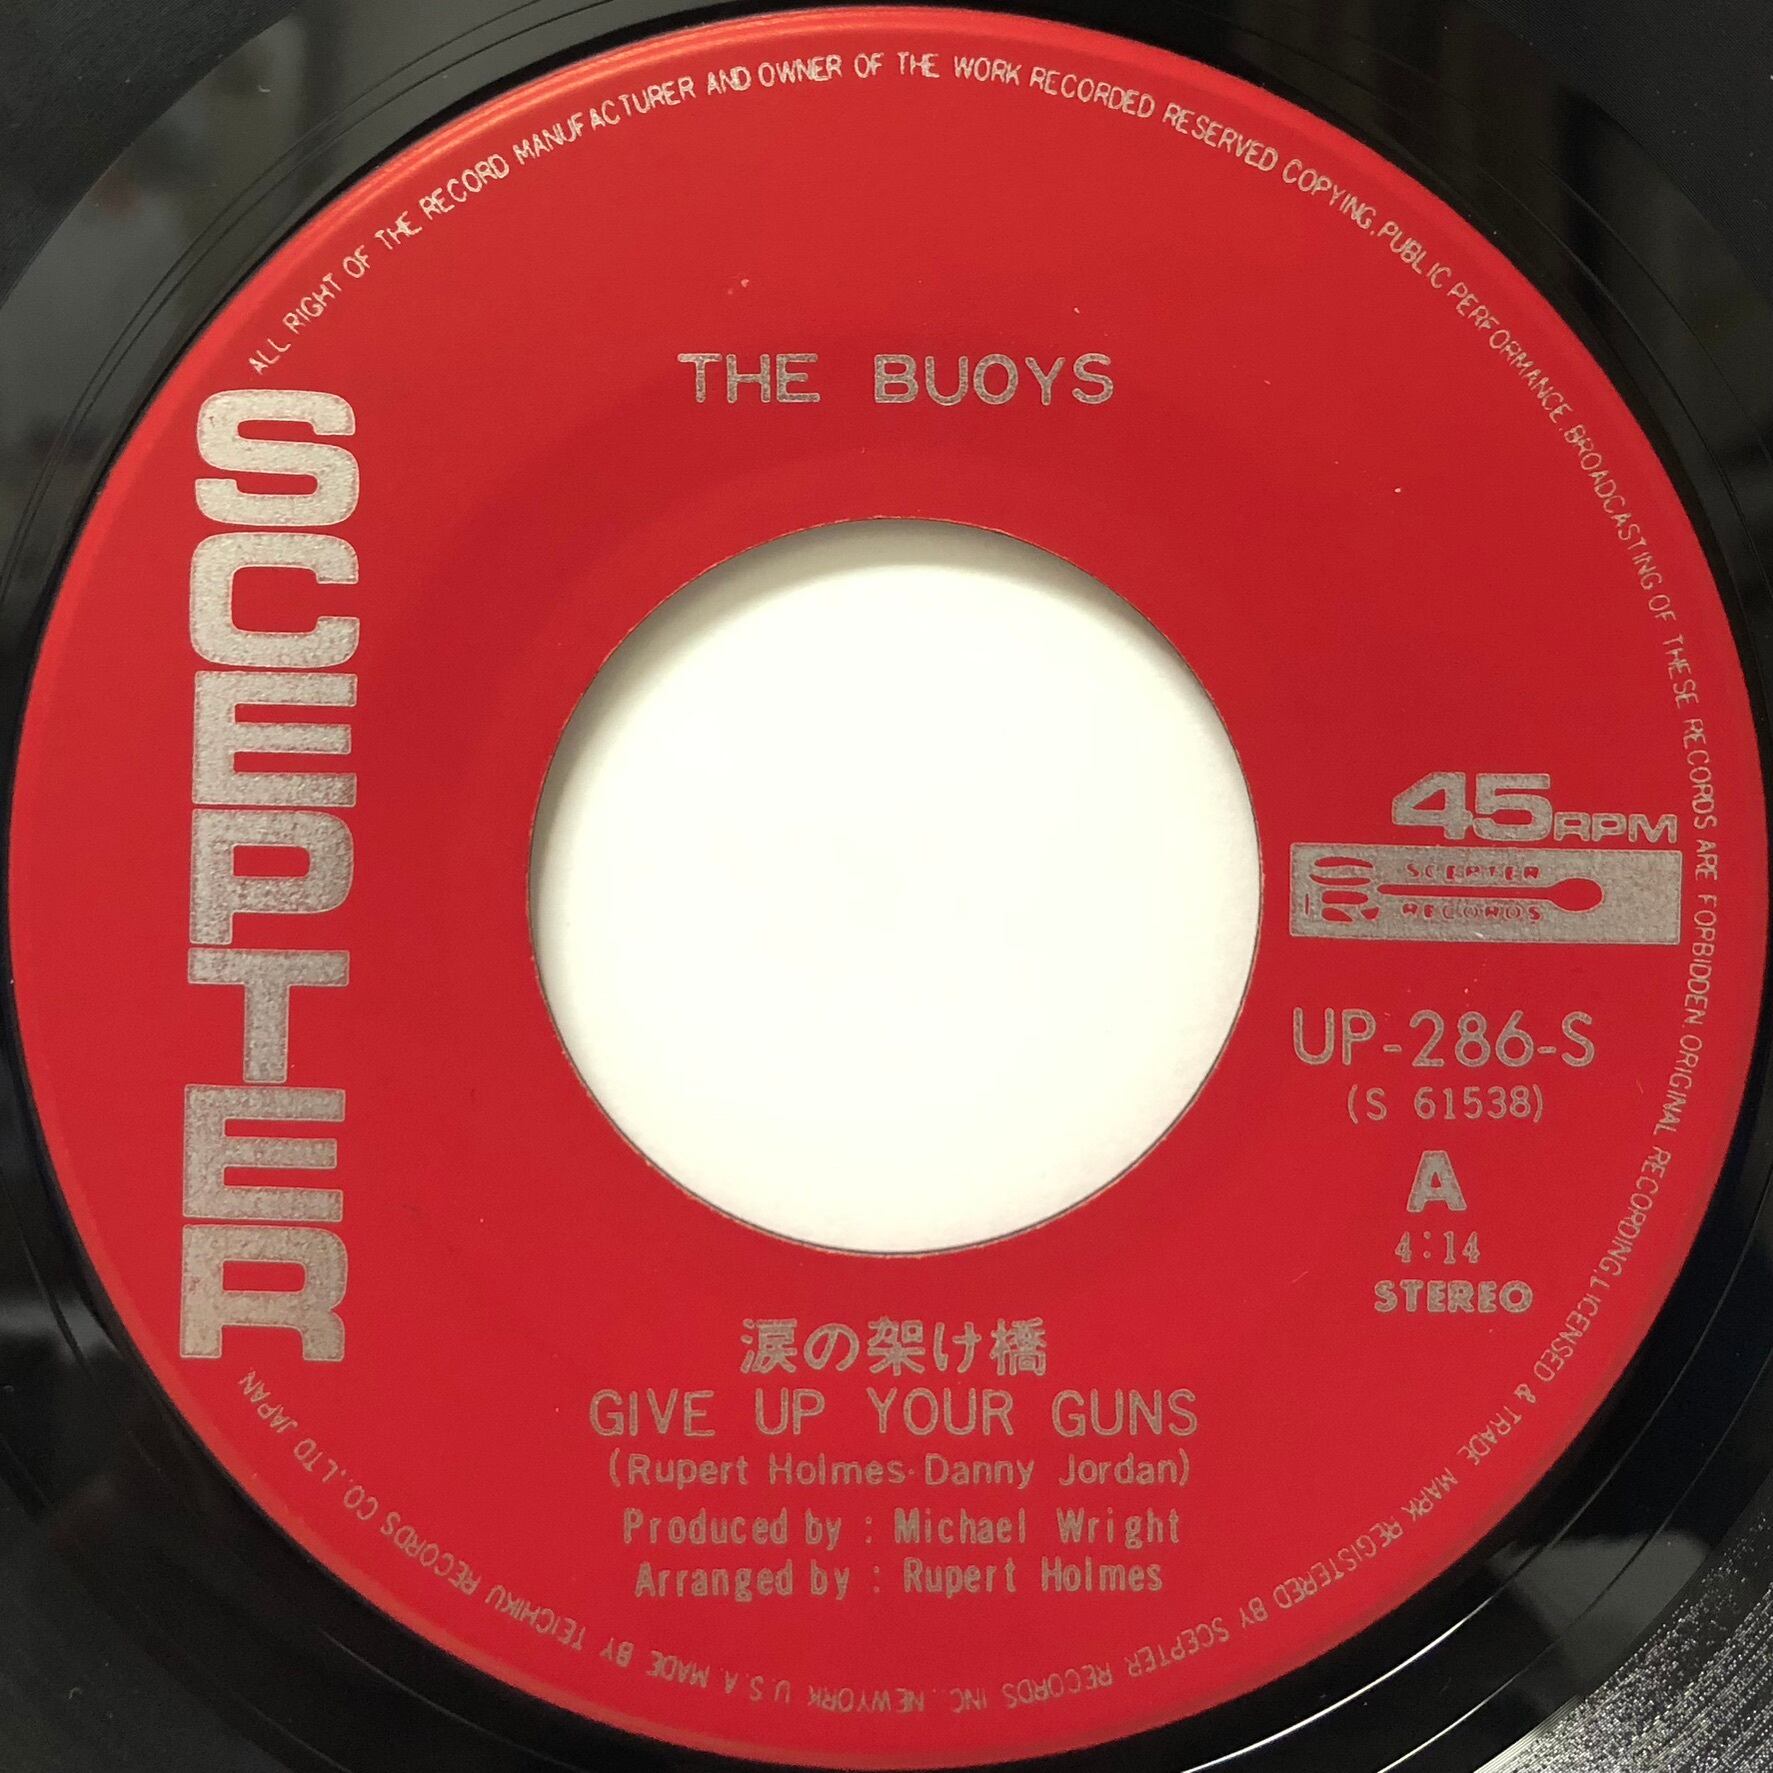 ALL RIGHT OF THE RECORD MANUFACTURER AND OWNER OF THE WORK RECORDED RESERVED COPYING, PUBLIC PERFORMANCE, BROADCASTING OF THESE RECORDS ARE FORBIDDEN. ORIGINAL RECORDING, LICENSED & TRADE MARK REGISTERED BY SCEPTER RECORDS INC., NEWYORK U.S.A. MADE BY TEICHIKU RECORDS CO., LTD JAPAN
THE BUOYS
SCEPTER
45RPM
SCEPTER
RECORDS
UP-286-S
(S 61538)
A
4:14
STEREO
涙の架け橋
GIVE UP YOUR GUNS
(Rupert Holmes・Danny Jordan)
Produced by : Michael Wright
Arranged by : Rupert Holmes